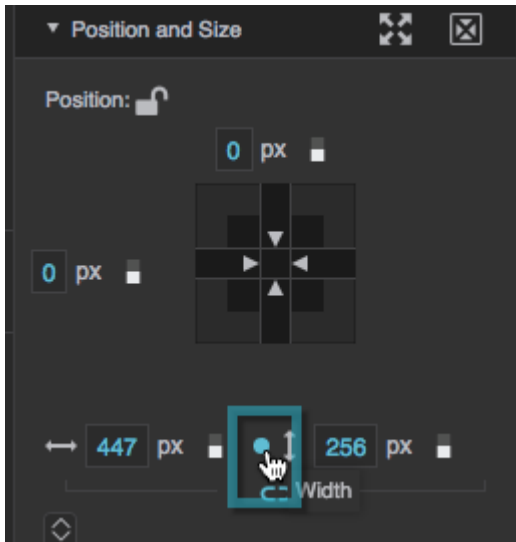 Position and Size
Position:
0 px
0 px
447 px 256 px
Width